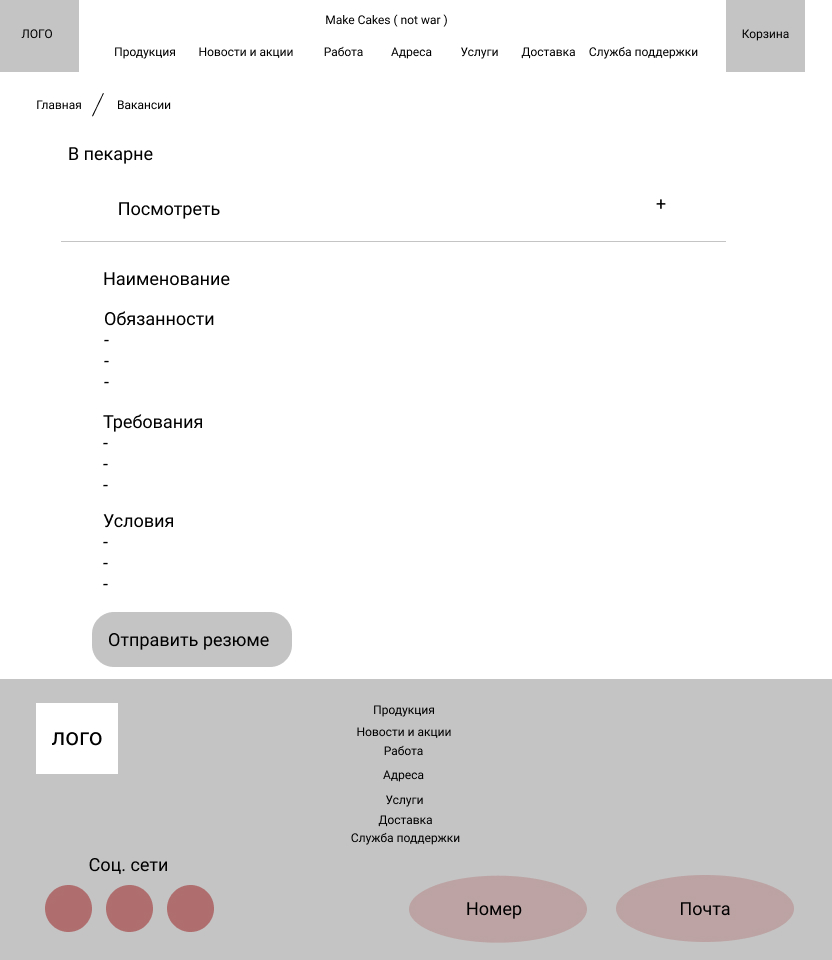 ЛОГО
Make Cakes ( not war )
Корзина
Продукция Новости и акции Работа Адреса Услуги Доставка Служба поддержки
Главная / Вакансии
В пекарне
Посмотреть +
Наименование
Обязанности
-
-
-
Требования
-
-
-
Условия
-
-
-
Отправить резюме
ЛОГО
Продукция
Новости и акции
Работа
Адреса
Услуги
Доставка
Служба поддержки
Соц. сети
Номер
Почта